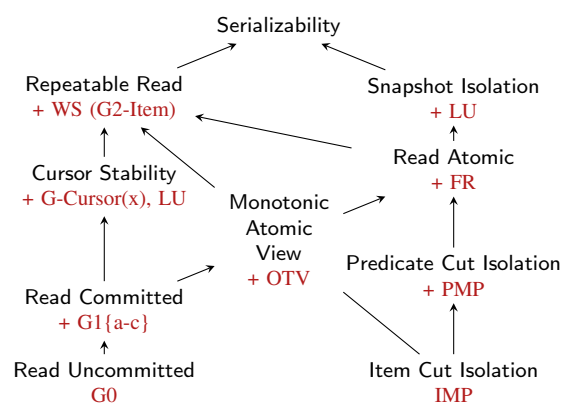 Serializability
Repeatable Read
+ WS (G2-Item)
Snapshot Isolation
+ LU
Cursor Stability
+ G-Cursor(x), LU
Read Atomic
+ FR
Monotonic
Atomic
View
+ OTV
Predicate Cut Isolation
+ PMP
Read Committed
+ G1{a-c}
Read Uncommitted
G0
Item Cut Isolation
IMP